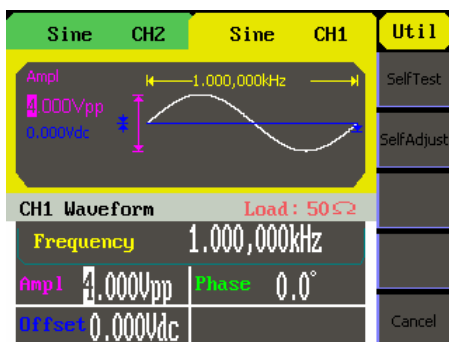 Sine CH2 Sine CH1 Util
Ampl
1.000,000kHz
4.000Vpp
0.000Vdc
SelfTest
SelfAdjust
CH1 Waveform Load: 50Ω
Frequency 1.000,000kHz
Ampl 4.000Vpp Phase 0.0°
Offset 0.000Vdc
Cancel